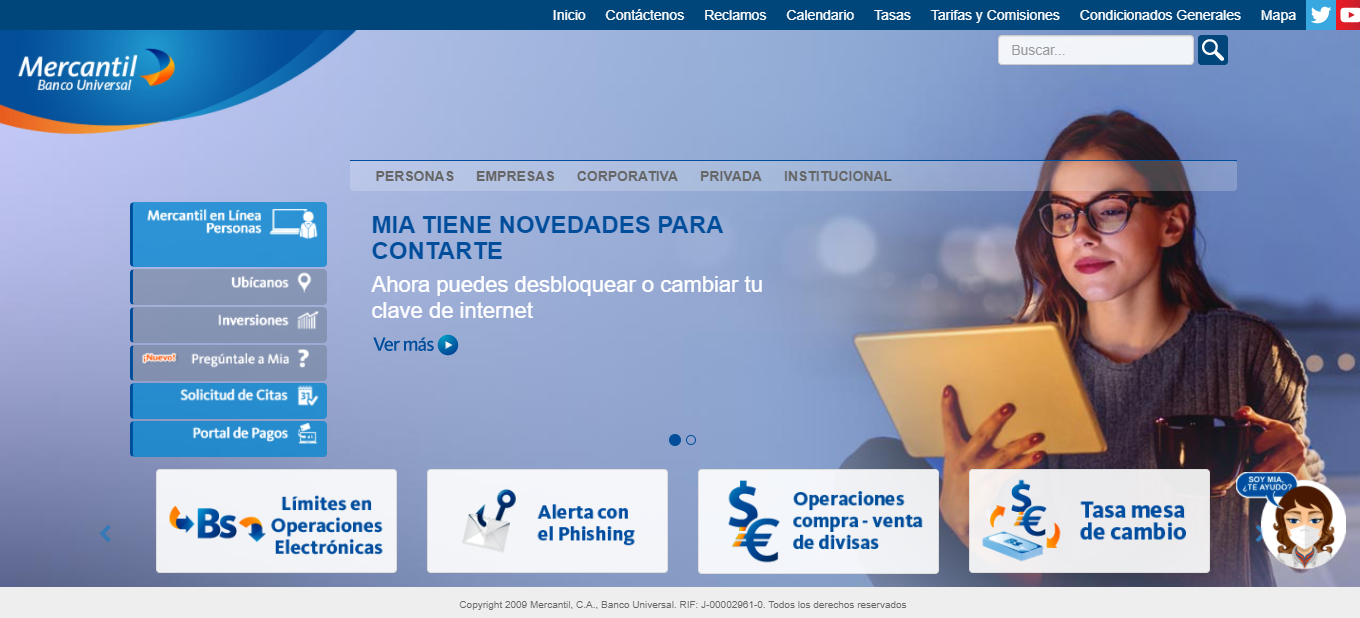 Inicio Contáctenos Reclamos Calendario Tasas Tarifas y Comisiones Condicionados Generales Mapa
Mercantil
Banco Universal
Buscar...
PERSONAS EMPRESAS CORPORATIVA PRIVADA INSTITUCIONAL
Mercantil en Línea
Personas
Ubícanos
Inversiones
¡Nuevo! Pregúntale a Mia ?
Solicitud de Citas
31
Portal de Pagos
MIA TIENE NOVEDADES PARA
CONTARTE
Ahora puedes desbloquear o cambiar tu
clave de internet
Ver más
Bs
Límites en
Operaciones
Electrónicas
Alerta con
el Phishing
$
€
Operaciones
compra - venta
de divisas
$
€
BS
Tasa mesa
de cambio
SOY MIA,
¿TE AYUDO?
Copyright 2009 Mercantil, C.A., Banco Universal. RIF: J-00002961-0. Todos los derechos reservados